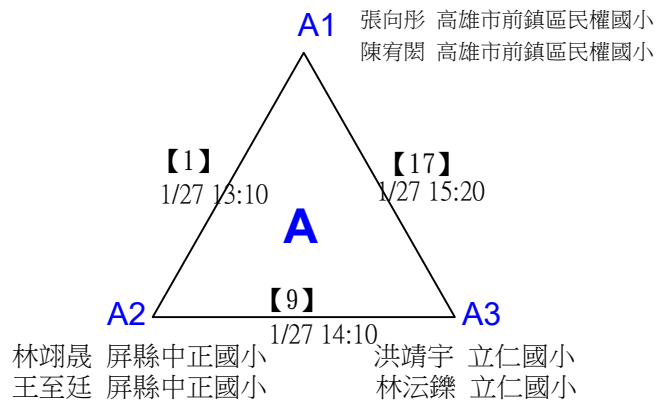 A1
張向彤 高雄市前鎮區民權國小
陳宥閎 高雄市前鎮區民權國小
【1】
1/27 13:10
【17】
1/27 15:20
A
【9】
1/27 14:10
A2
A3
林翊晟 屏縣中正國小
王至廷 屏縣中正國小
洪靖宇 立仁國小
林沄鑠 立仁國小